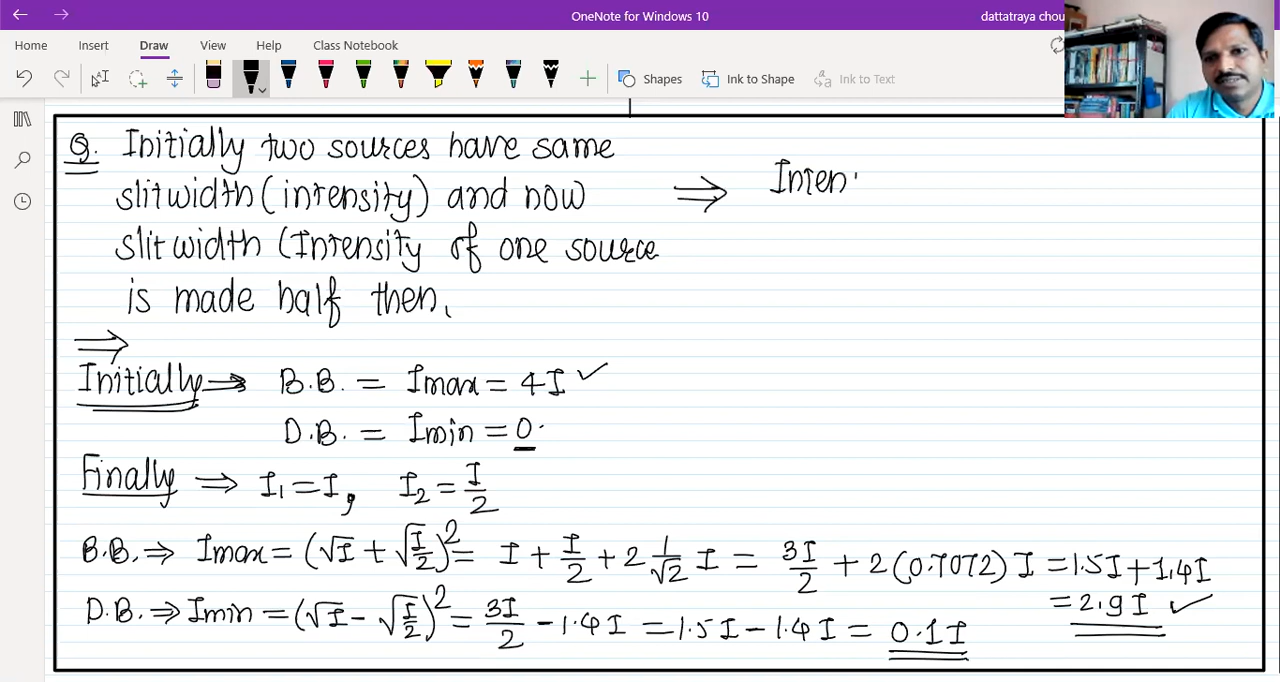 OneNote for Windows 10
dattatraya chou
Home Insert Draw View Help Class Notebook
Shapes Ink to Shape Ink to Text
Q. Initially two sources have same
slitwidth (intensity) and now
slit width (Intensity of one source
is made half then,
⇒ Inten
⇒
Initially → B.B. = Imax = 4I ✓
D.B. = Imin = 0.
Finally ⇒ I₁ = I, I₂ = I/2
B.B. ⇒ Imax = (√I + √(I/2))² = I + I/2 + 2 1/√2 I = 3I/2 + 2(0.7072) I = 1.5I + 1.4I
= 2.9 I ✓
D.B. ⇒ Imin = (√I − √(I/2))² = 3I/2 − 1.4I = 1.5I − 1.4I = 0.1I